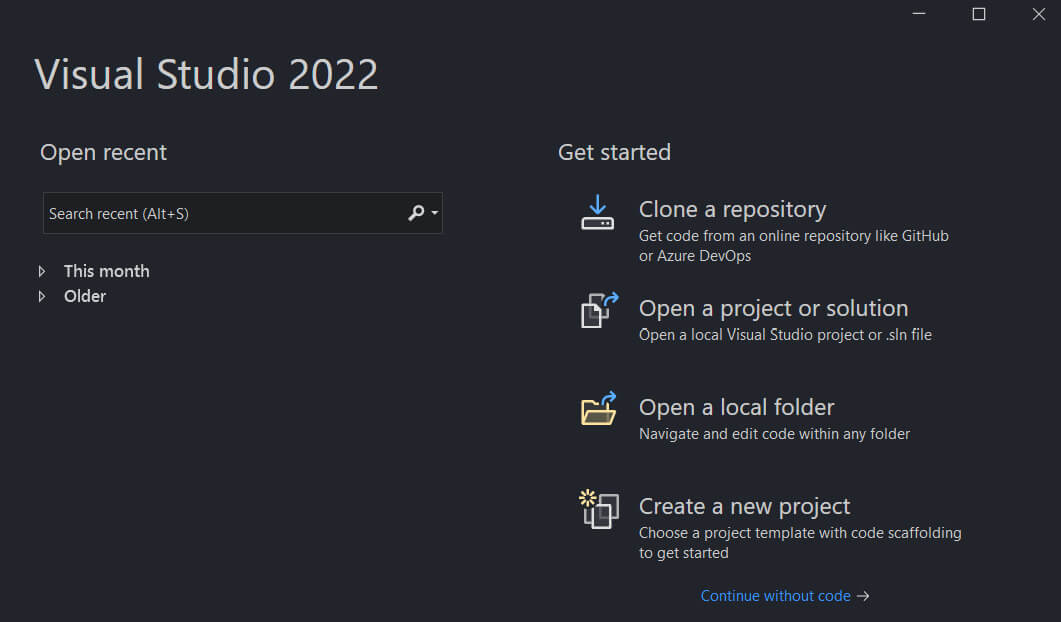 Visual Studio 2022
Open recent
Search recent (Alt+S)
This month
Older
Get started
Clone a repository
Get code from an online repository like GitHub
or Azure DevOps
Open a project or solution
Open a local Visual Studio project or .sln file
Open a local folder
Navigate and edit code within any folder
Create a new project
Choose a project template with code scaffolding
to get started
Continue without code →